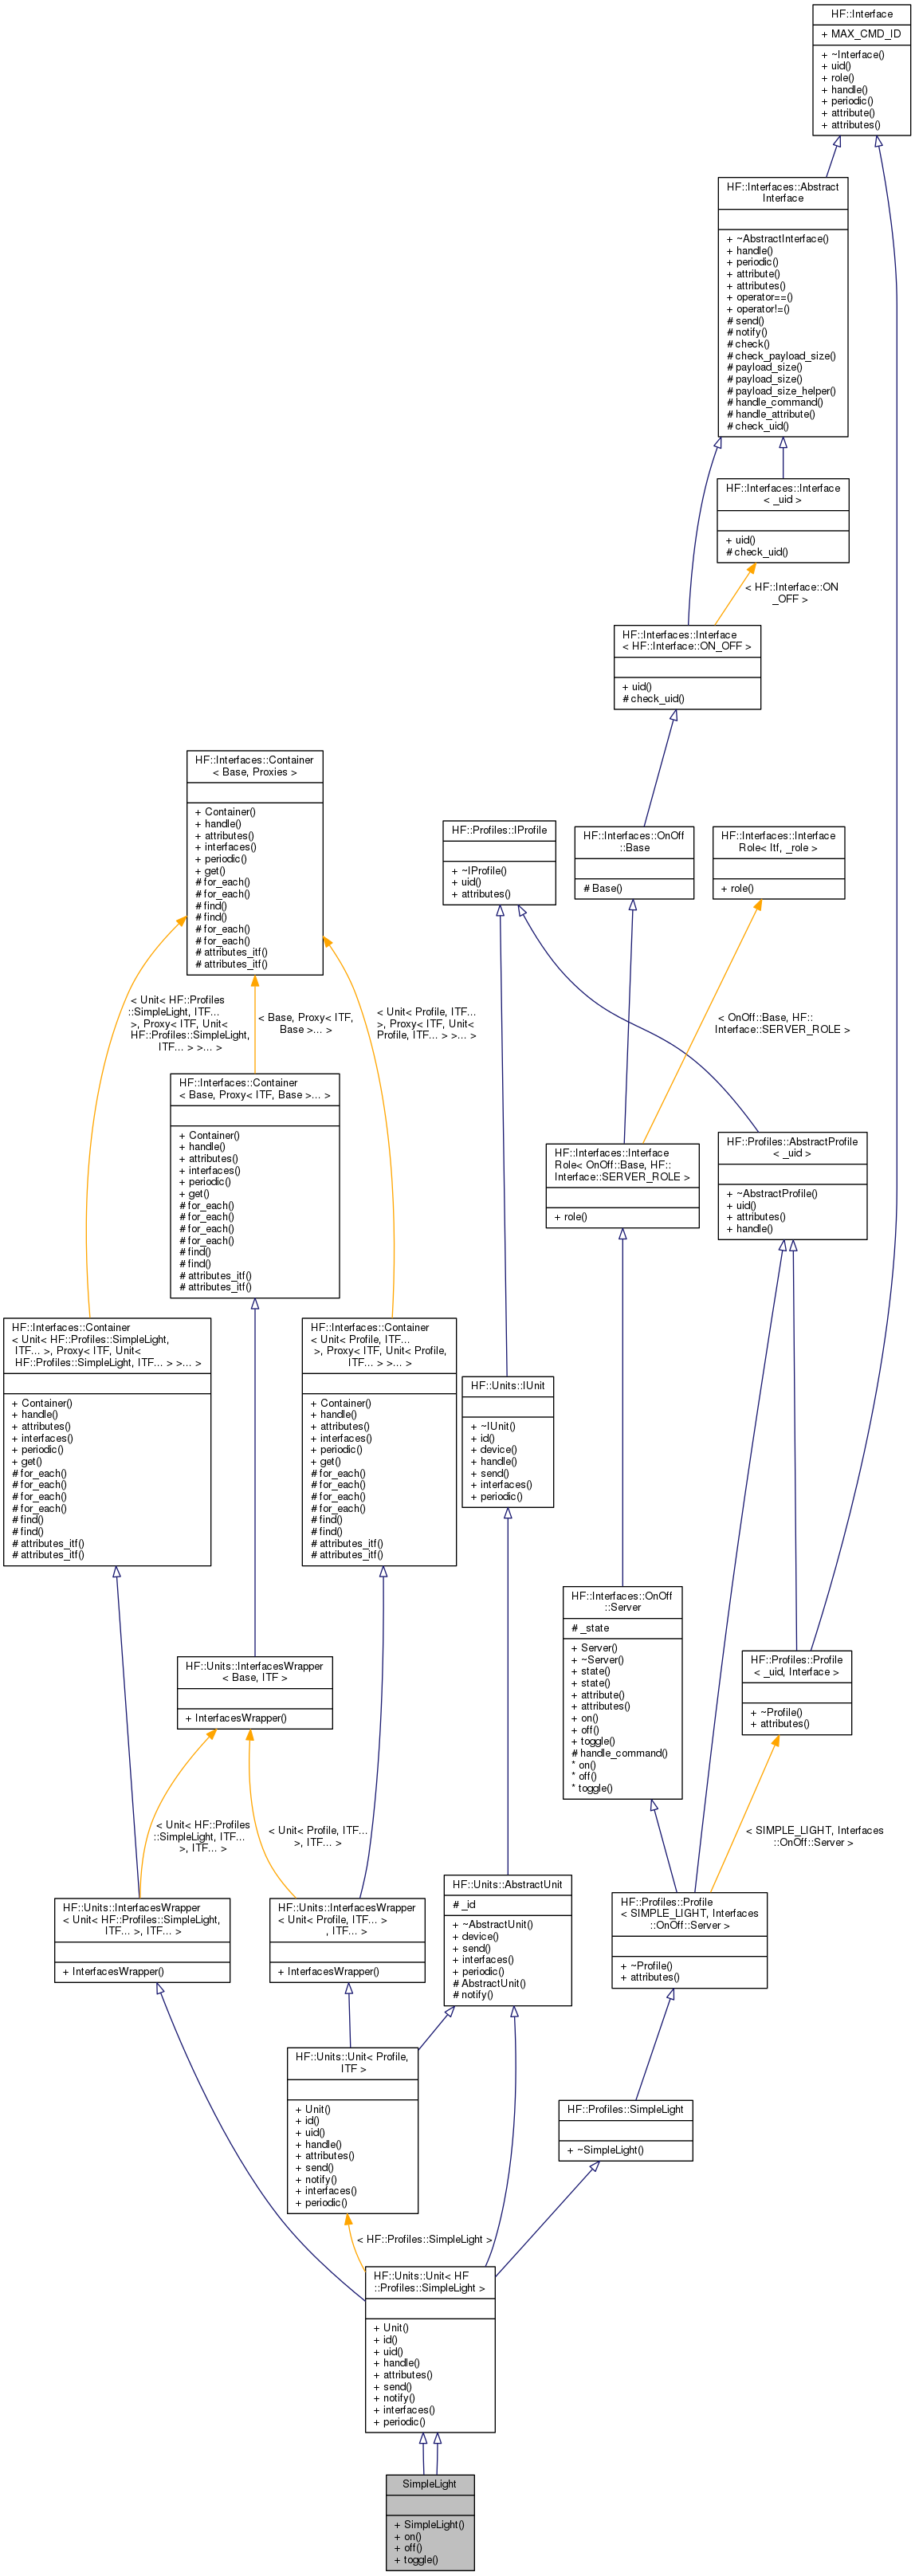 HF::Interface
+ MAX_CMD_ID
+ ~Interface()
+ uid()
+ role()
+ handle()
+ periodic()
+ attribute()
+ attributes()
HF::Interfaces::Abstract
Interface
+ ~AbstractInterface()
+ handle()
+ periodic()
+ attribute()
+ attributes()
+ operator==()
+ operator!=()
# send()
# notify()
# check()
# check_payload_size()
# payload_size()
# payload_size()
# payload_size_helper()
# handle_command()
# handle_attribute()
# check_uid()
HF::Interfaces::Interface
< _uid >
+ uid()
# check_uid()
< HF::Interface::ON
_OFF >
HF::Interfaces::Interface
< HF::Interface::ON_OFF >
+ uid()
# check_uid()
HF::Interfaces::Container
< Base, Proxies >
+ Container()
+ handle()
+ attributes()
+ interfaces()
+ periodic()
+ get()
# for_each()
# for_each()
# find()
# find()
# for_each()
# for_each()
# attributes_itf()
# attributes_itf()
HF::Profiles::IProfile
+ ~IProfile()
+ uid()
+ attributes()
HF::Interfaces::OnOff
::Base
# Base()
HF::Interfaces::Interface
Role< Itf, _role >
+ role()
< Unit< HF::Profiles
::SimpleLight, ITF...
>, Proxy< ITF, Unit<
HF::Profiles::SimpleLight,
ITF... > >... >
< Base, Proxy< ITF,
Base >... >
< Unit< Profile, ITF...
>, Proxy< ITF, Unit<
Profile, ITF... > >... >
< OnOff::Base, HF::
Interface::SERVER_ROLE >
HF::Interfaces::Container
< Base, Proxy< ITF, Base >... >
+ Container()
+ handle()
+ attributes()
+ interfaces()
+ periodic()
+ get()
# for_each()
# for_each()
# for_each()
# for_each()
# find()
# find()
# attributes_itf()
# attributes_itf()
HF::Interfaces::Interface
Role< OnOff::Base, HF::
Interface::SERVER_ROLE >
+ role()
HF::Profiles::AbstractProfile
< _uid >
+ ~AbstractProfile()
+ uid()
+ attributes()
+ handle()
HF::Interfaces::Container
< Unit< HF::Profiles::SimpleLight,
ITF... >, Proxy< ITF, Unit<
HF::Profiles::SimpleLight, ITF... > >... >
+ Container()
+ handle()
+ attributes()
+ interfaces()
+ periodic()
+ get()
# for_each()
# for_each()
# for_each()
# for_each()
# find()
# find()
# attributes_itf()
# attributes_itf()
HF::Interfaces::Container
< Unit< Profile, ITF...
>, Proxy< ITF, Unit< Profile,
ITF... > >... >
+ Container()
+ handle()
+ attributes()
+ interfaces()
+ periodic()
+ get()
# for_each()
# for_each()
# for_each()
# for_each()
# find()
# find()
# attributes_itf()
# attributes_itf()
HF::Units::IUnit
+ ~IUnit()
+ id()
+ device()
+ handle()
+ send()
+ interfaces()
+ periodic()
HF::Interfaces::OnOff
::Server
# _state
+ Server()
+ ~Server()
+ state()
+ state()
+ attribute()
+ attributes()
+ on()
+ off()
+ toggle()
# handle_command()
* on()
* off()
* toggle()
HF::Units::InterfacesWrapper
< Base, ITF >
+ InterfacesWrapper()
HF::Profiles::Profile
< _uid, Interface >
+ ~Profile()
+ attributes()
< Unit< HF::Profiles
::SimpleLight, ITF...
>, ITF... >
< Unit< Profile, ITF...
>, ITF... >
< SIMPLE_LIGHT, Interfaces
::OnOff::Server >
HF::Units::InterfacesWrapper
< Unit< HF::Profiles::SimpleLight,
ITF... >, ITF... >
+ InterfacesWrapper()
HF::Units::InterfacesWrapper
< Unit< Profile, ITF... >
, ITF... >
+ InterfacesWrapper()
HF::Units::AbstractUnit
# _id
+ ~AbstractUnit()
+ device()
+ send()
+ interfaces()
+ periodic()
# AbstractUnit()
# notify()
HF::Profiles::Profile
< SIMPLE_LIGHT, Interfaces
::OnOff::Server >
+ ~Profile()
+ attributes()
HF::Units::Unit< Profile,
ITF >
+ Unit()
+ id()
+ uid()
+ handle()
+ attributes()
+ send()
+ notify()
+ interfaces()
+ periodic()
HF::Profiles::SimpleLight
+ ~SimpleLight()
< HF::Profiles::SimpleLight >
HF::Units::Unit< HF
::Profiles::SimpleLight >
+ Unit()
+ id()
+ uid()
+ handle()
+ attributes()
+ send()
+ notify()
+ interfaces()
+ periodic()
SimpleLight
+ SimpleLight()
+ on()
+ off()
+ toggle()